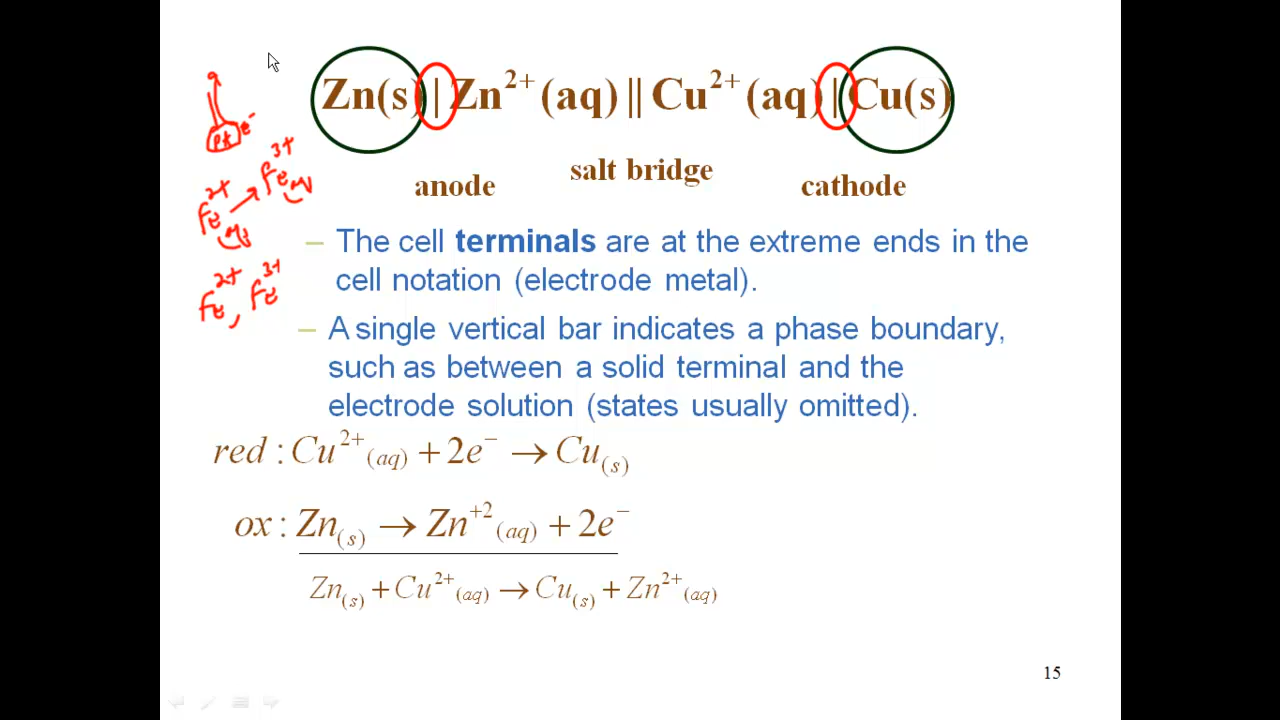 Zn(s) | Zn²⁺(aq) || Cu²⁺(aq) | Cu(s)
anode salt bridge cathode
– The cell terminals are at the extreme ends in the
cell notation (electrode metal).
– A single vertical bar indicates a phase boundary,
such as between a solid terminal and the
electrode solution (states usually omitted).
red : Cu²⁺(aq) + 2e⁻ → Cu(s)
ox : Zn(s) → Zn⁺²(aq) + 2e⁻
Zn(s) + Cu²⁺(aq) → Cu(s) + Zn²⁺(aq)
Pt e⁻
Fe²⁺aq → Fe³⁺aq
Fe²⁺, Fe³⁺
15